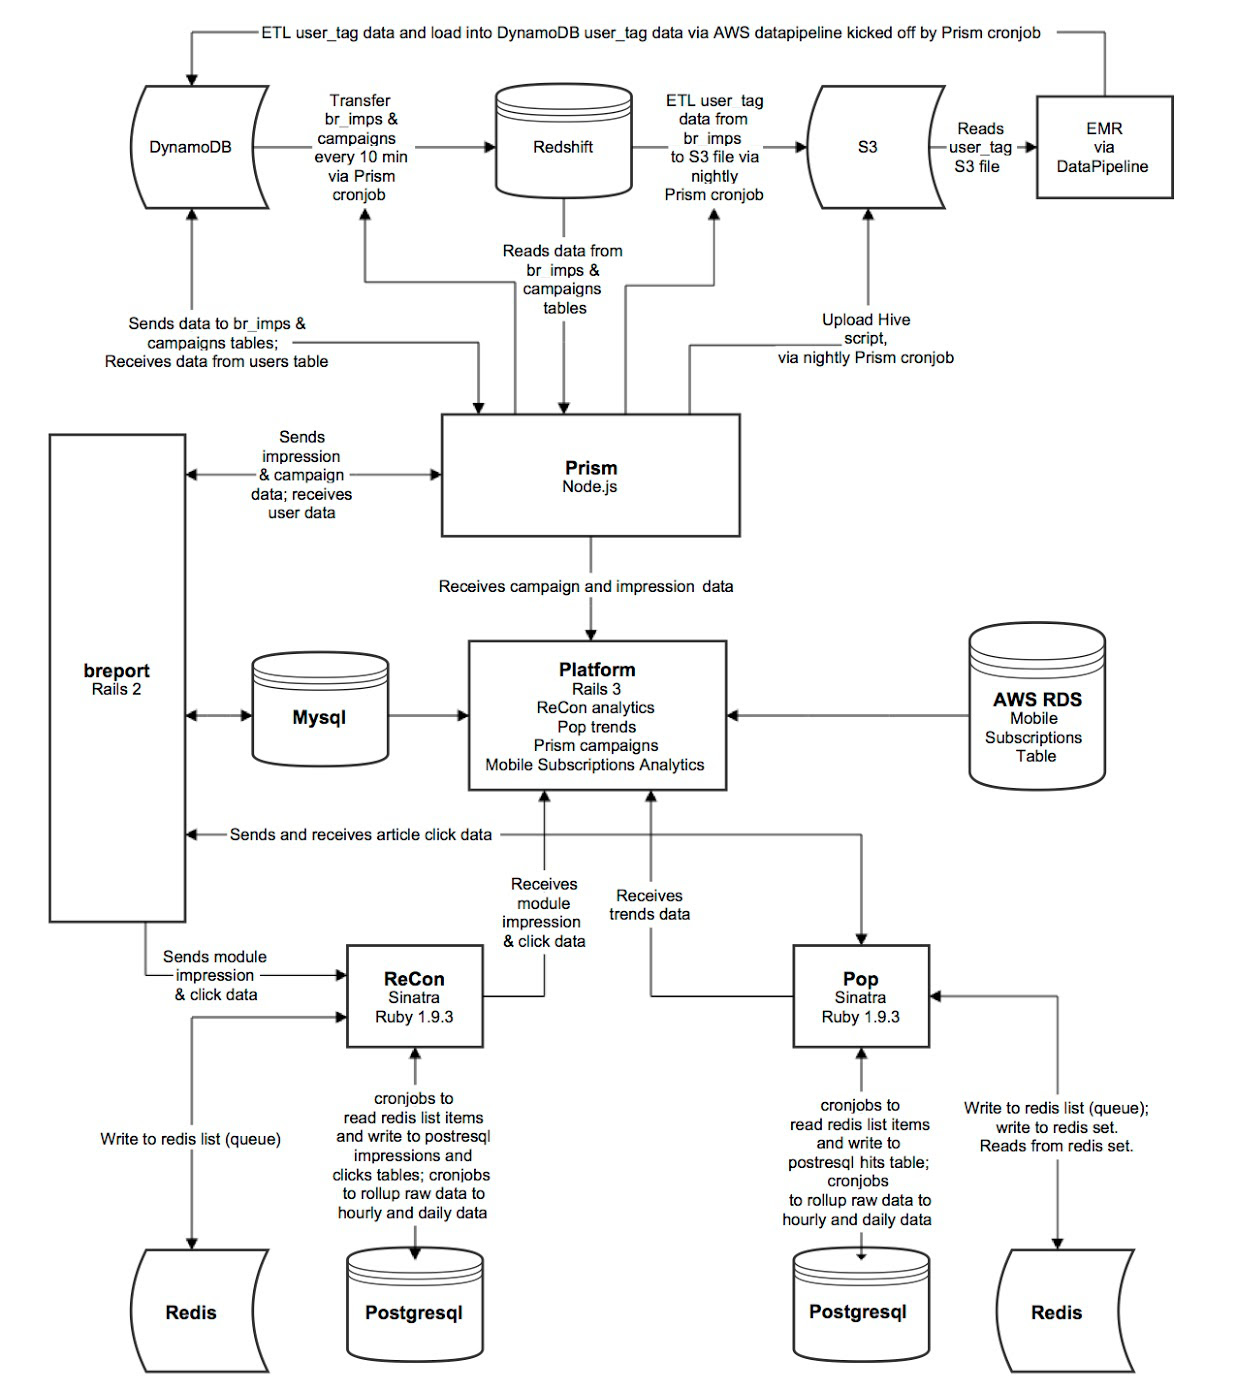 ETL user_tag data and load into DynamoDB user_tag data via AWS datapipeline kicked off by Prism cronjob
DynamoDB
Transfer
br_imps &
campaigns
every 10 min
via Prism
cronjob
Redshift
ETL user_tag
data from
br_imps
to S3 file via
nightly
Prism cronjob
S3
Reads
user_tag
S3 file
EMR
via
DataPipeline
Reads data from
br_imps &
campaigns
tables
Sends data to br_imps &
campaigns tables;
Receives data from users table
Upload Hive
script,
via nightly Prism cronjob
Sends
impression
& campaign
data; receives
user data
Prism
Node.js
Receives campaign and impression data
breport
Rails 2
Mysql
Platform
Rails 3
ReCon analytics
Pop trends
Prism campaigns
Mobile Subscriptions Analytics
AWS RDS
Mobile
Subscriptions
Table
Sends and receives article click data
Receives
module
impression
& click data
Receives
trends data
Sends module
impression
& click data
ReCon
Sinatra
Ruby 1.9.3
Pop
Sinatra
Ruby 1.9.3
Write to redis list (queue)
cronjobs to
read redis list items
and write to postresql
impressions and
clicks tables; cronjobs
to rollup raw data to
hourly and daily data
cronjobs to
read redis list items
and write to
postresql hits table;
cronjobs
to rollup raw data to
hourly and daily data
Write to redis list (queue);
write to redis set.
Reads from redis set.
Redis
Postgresql
Postgresql
Redis